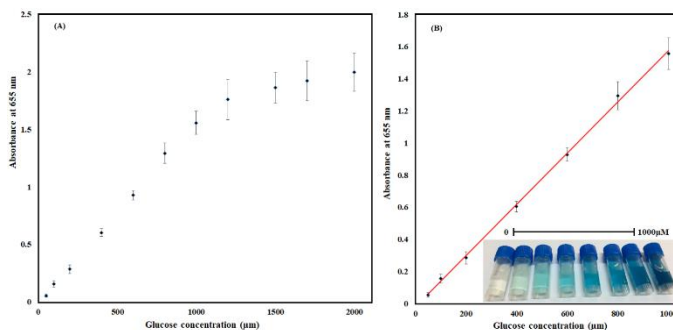 (A)
2.5
2
1.5
1
0.5
0
Absorbance at 655 nm
0 500 1000 1500 2000
Glucose concentration (µm)
(B)
1.8
1.6
1.4
1.2
1
0.8
0.6
0.4
0.2
0
Absorbance at 655 nm
0 1000µM
0 200 400 600 800
Glucose concentration (µm)